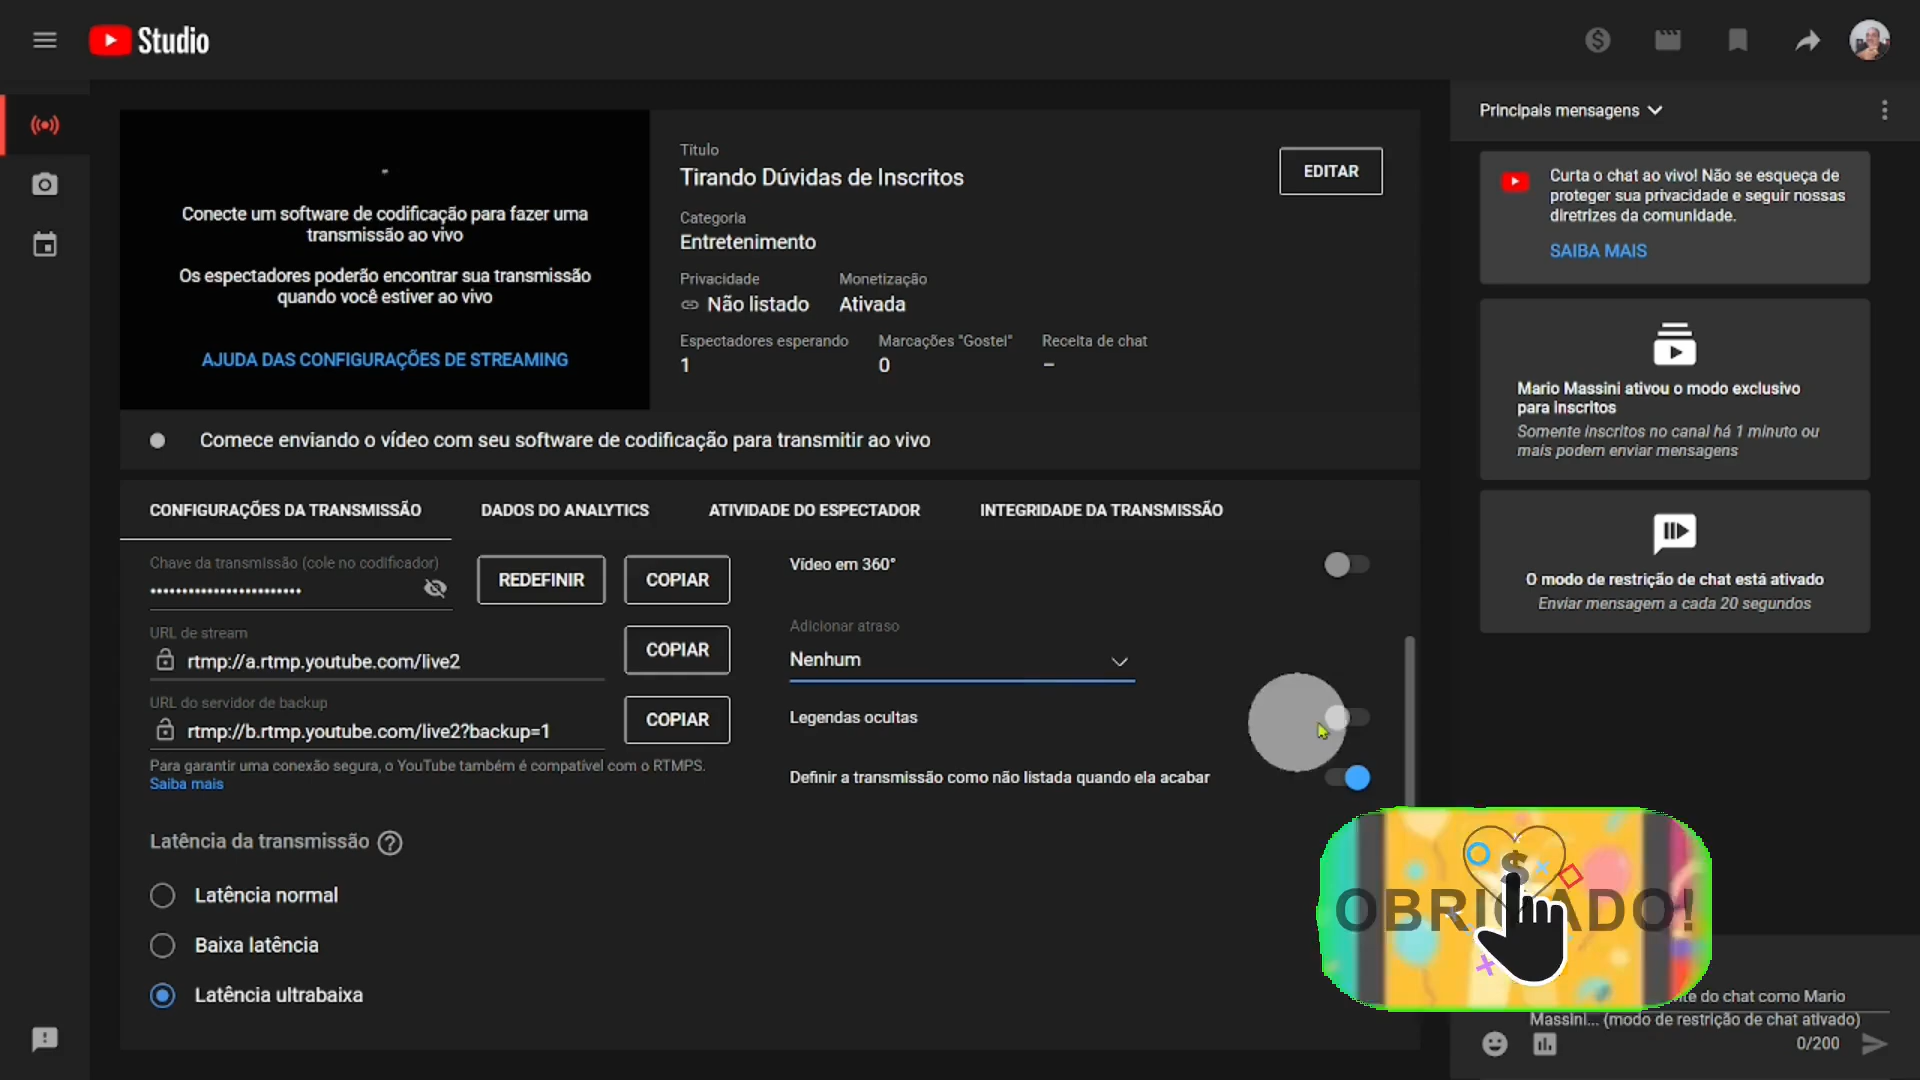 Studio
Conecte um software de codificação para fazer uma
transmissão ao vivo
Os espectadores poderão encontrar sua transmissão
quando você estiver ao vivo
AJUDA DAS CONFIGURAÇÕES DE STREAMING
Título
Tirando Dúvidas de Inscritos
EDITAR
Categoria
Entretenimento
Privacidade
Monetização
Não listado
Ativada
Espectadores esperando
Marcações "Gostei"
Receita de chat
1
0
–
Comece enviando o vídeo com seu software de codificação para transmitir ao vivo
CONFIGURAÇÕES DA TRANSMISSÃO
DADOS DO ANALYTICS
ATIVIDADE DO ESPECTADOR
INTEGRIDADE DA TRANSMISSÃO
Chave da transmissão (cole no codificador)
••••••••••••••••••••••••
REDEFINIR
COPIAR
URL de stream
rtmp://a.rtmp.youtube.com/live2
COPIAR
URL do servidor de backup
rtmp://b.rtmp.youtube.com/live2?backup=1
COPIAR
Para garantir uma conexão segura, o YouTube também é compatível com o RTMPS.
Saiba mais
Latência da transmissão
Latência normal
Baixa latência
Latência ultrabaixa
Vídeo em 360°
Adicionar atraso
Nenhum
Legendas ocultas
Definir a transmissão como não listada quando ela acabar
Principais mensagens
Curta o chat ao vivo! Não se esqueça de
proteger sua privacidade e seguir nossas
diretrizes da comunidade.
SAIBA MAIS
Mario Massini ativou o modo exclusivo
para inscritos
Somente inscritos no canal há 1 minuto ou
mais podem enviar mensagens
O modo de restrição de chat está ativado
Enviar mensagem a cada 20 segundos
$
OBRIGADO!
do chat como Mario
Massini... (modo de restrição de chat ativado)
0/200